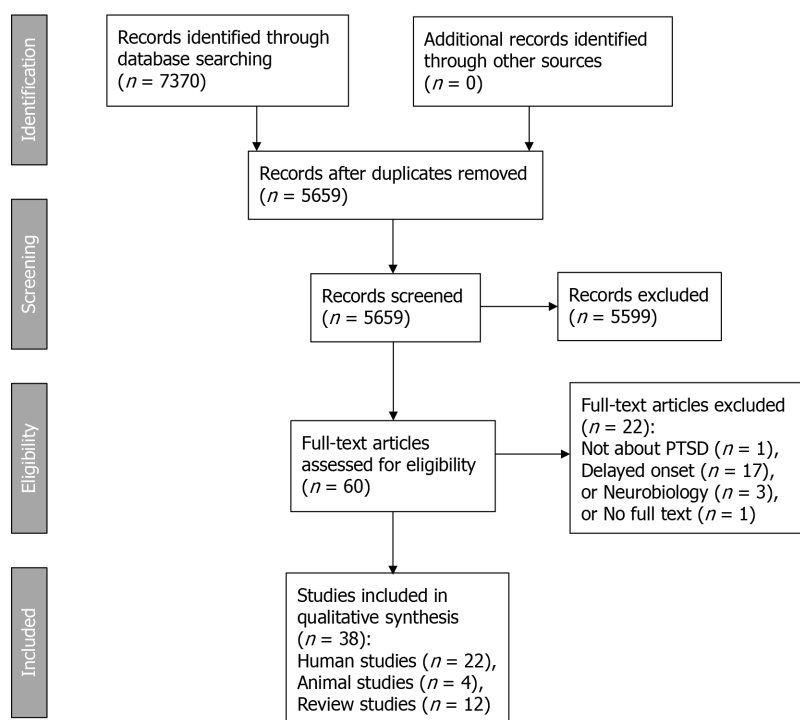 Identification
Records identified through
database searching
(n = 7370)
Additional records identified
through other sources
(n = 0)
Records after duplicates removed
(n = 5659)
Screening
Records screened
(n = 5659)
Records excluded
(n = 5599)
Eligibility
Full-text articles
assessed for eligibility
(n = 60)
Full-text articles excluded
(n = 22):
Not about PTSD (n = 1),
Delayed onset (n = 17),
or Neurobiology (n = 3),
or No full text (n = 1)
Included
Studies included in
qualitative synthesis
(n = 38):
Human studies (n = 22),
Animal studies (n = 4),
Review studies (n = 12)